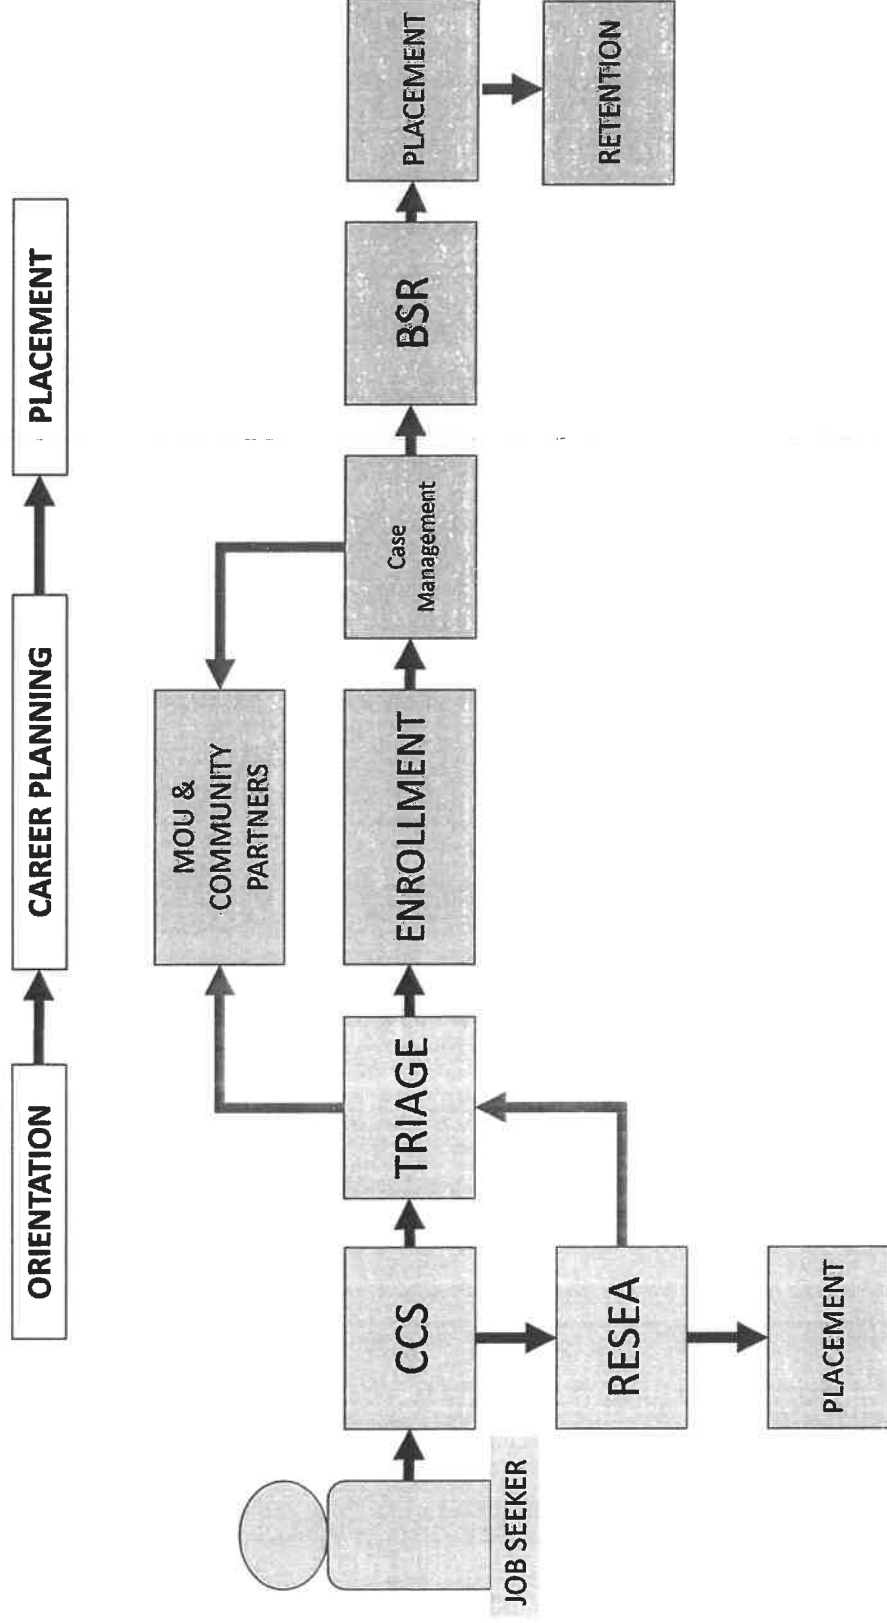 ORIENTATION
CAREER PLANNING
PLACEMENT
MOU &
COMMUNITY
PARTNERS
JOB SEEKER
CCS
TRIAGE
ENROLLMENT
Case
Management
BSR
PLACEMENT
RESEA
RETENTION
PLACEMENT